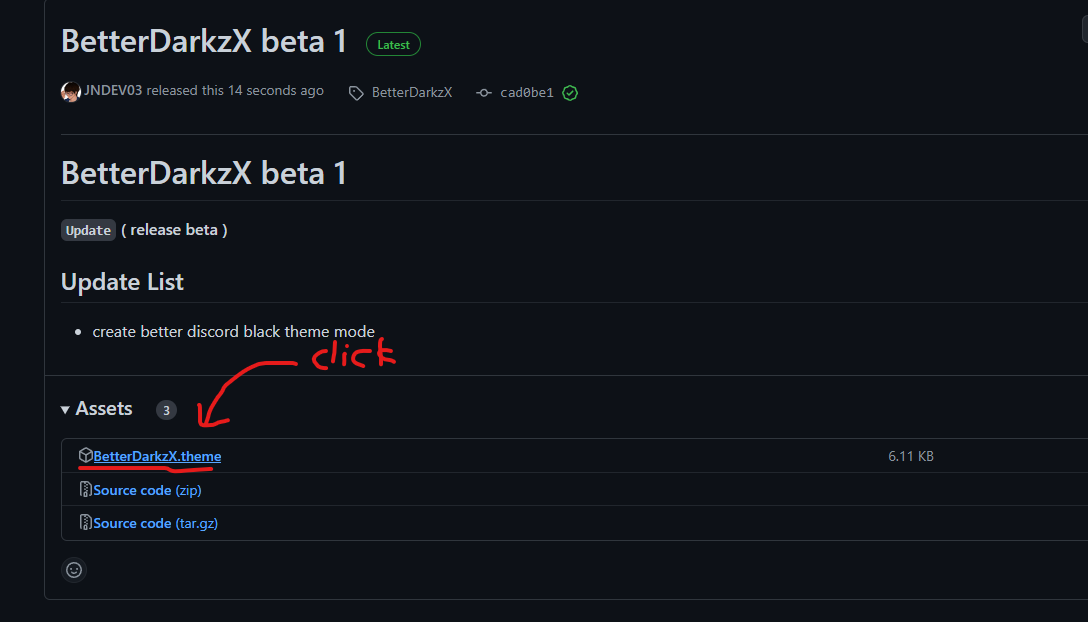 BetterDarkzX beta 1 Latest
JNDEV03 released this 14 seconds ago BetterDarkzX cad0be1
BetterDarkzX beta 1
Update ( release beta )
Update List
create better discord black theme mode
click
Assets 3
BetterDarkzX.theme 6.11 KB
Source code (zip)
Source code (tar.gz)